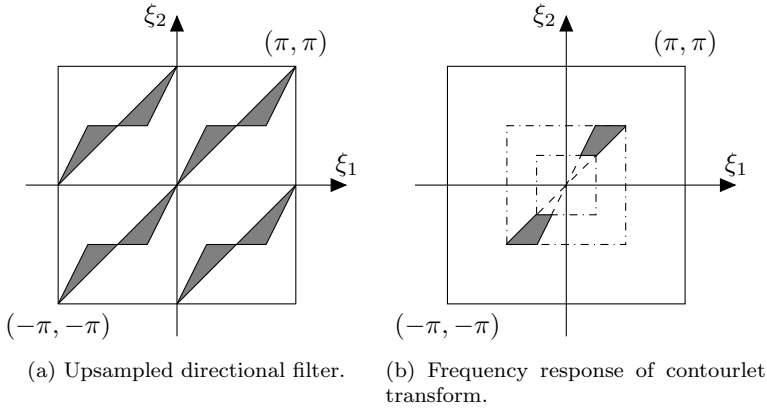 ξ₂
(π, π)
ξ₁
(-π, -π)
(a) Upsampled directional filter.
ξ₂
(π, π)
ξ₁
(-π, -π)
(b) Frequency response of contourlet
transform.